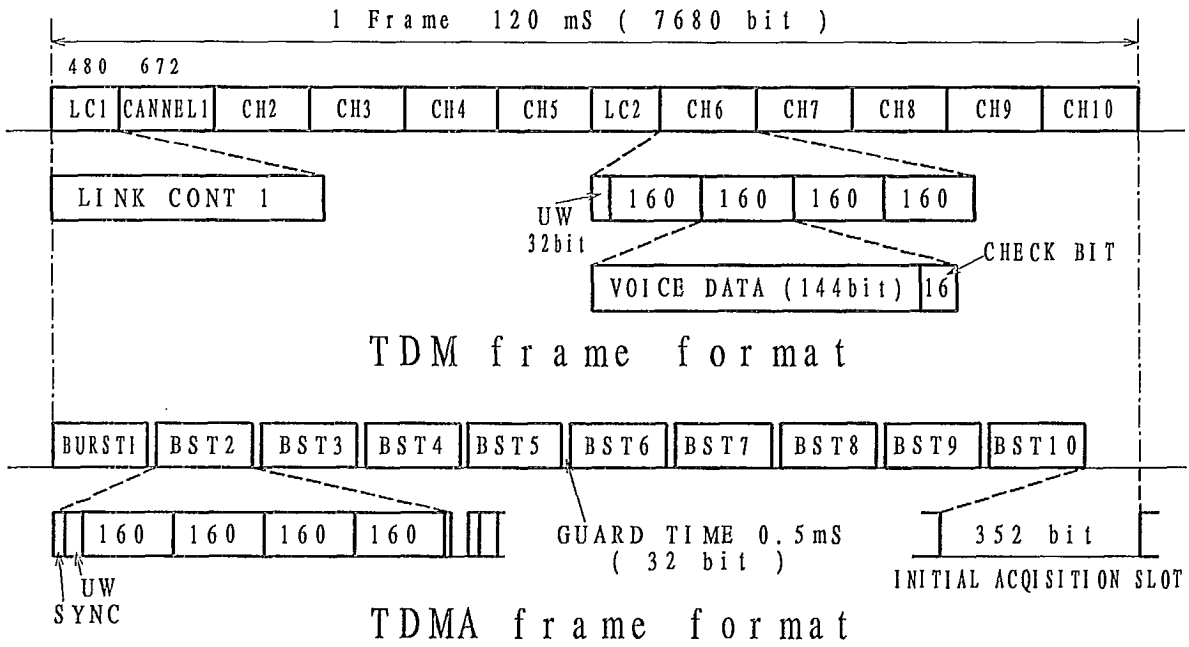 1 Frame 120 mS ( 7680 bit )
480 672
LC1 CANNEL1 CH2 CH3 CH4 CH5 LC2 CH6 CH7 CH8 CH9 CH10
LINK CONT 1
160 160 160 160
UW
32bit
CHECK BIT
VOICE DATA (144bit) 16
TDM frame format
BURST1 BST2 BST3 BST4 BST5 BST6 BST7 BST8 BST9 BST10
160 160 160 160
GUARD TIME 0.5mS
( 32 bit )
352 bit
INITIAL ACQISITION SLOT
UW
SYNC
TDMA frame format